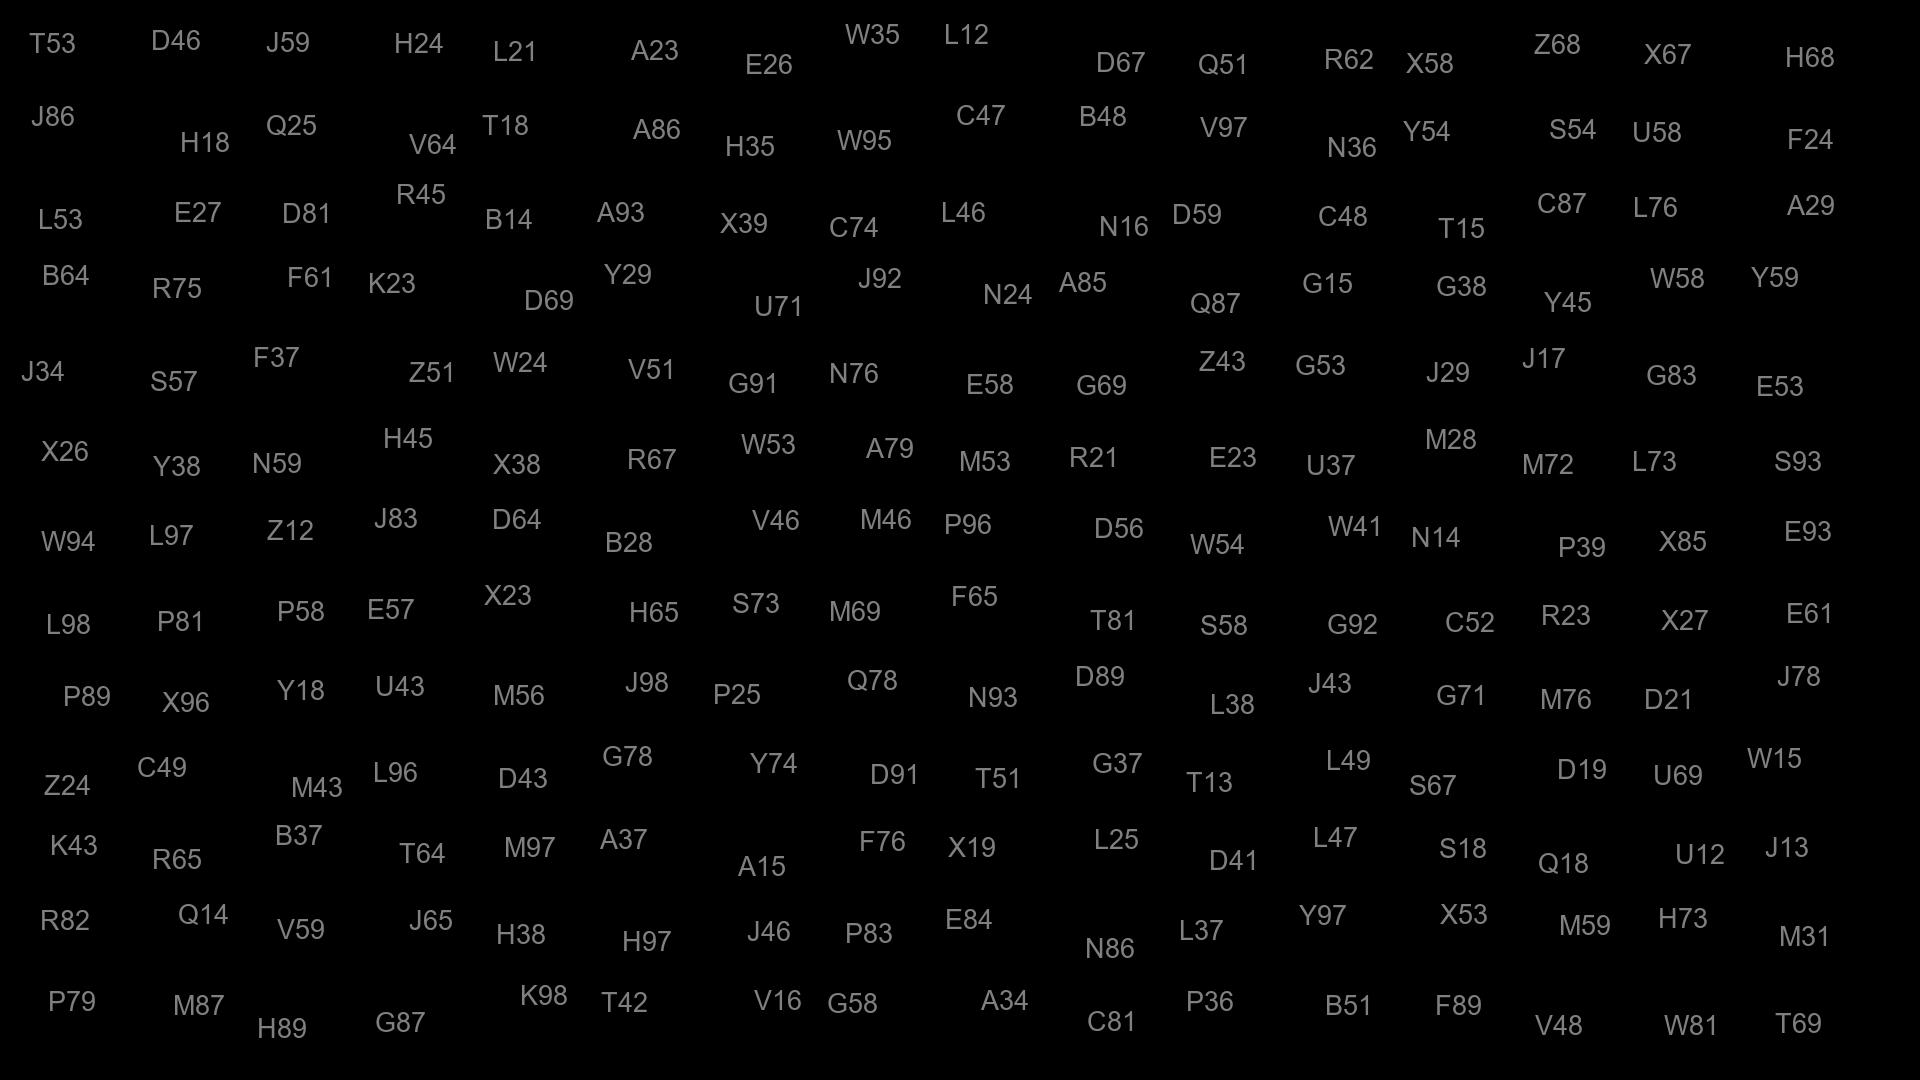 T53 D46 J59 H24 L21 A23 E26 W35 L12 D67 Q51 R62 X58 Z68 X67 H68
J86 H18 Q25 V64 T18 A86 H35 W95 C47 B48 V97 N36 Y54 S54 U58 F24
L53 E27 D81 R45 B14 A93 X39 C74 L46 N16 D59 C48 T15 C87 L76 A29
B64 R75 F61 K23 D69 Y29 U71 J92 N24 A85 Q87 G15 G38 Y45 W58 Y59
J34 S57 F37 Z51 W24 V51 G91 N76 E58 G69 Z43 G53 J29 J17 G83 E53
X26 Y38 N59 H45 X38 R67 W53 A79 M53 R21 E23 U37 M28 M72 L73 S93
W94 L97 Z12 J83 D64 B28 V46 M46 P96 D56 W54 W41 N14 P39 X85 E93
L98 P81 P58 E57 X23 H65 S73 M69 F65 T81 S58 G92 C52 R23 X27 E61
P89 X96 Y18 U43 M56 J98 P25 Q78 N93 D89 L38 J43 G71 M76 D21 J78
Z24 C49 M43 L96 D43 G78 Y74 D91 T51 G37 T13 L49 S67 D19 U69 W15
K43 R65 B37 T64 M97 A37 A15 F76 X19 L25 D41 L47 S18 Q18 U12 J13
R82 Q14 V59 J65 H38 H97 J46 P83 E84 N86 L37 Y97 X53 M59 H73 M31
P79 M87 H89 G87 K98 T42 V16 G58 A34 C81 P36 B51 F89 V48 W81 T69